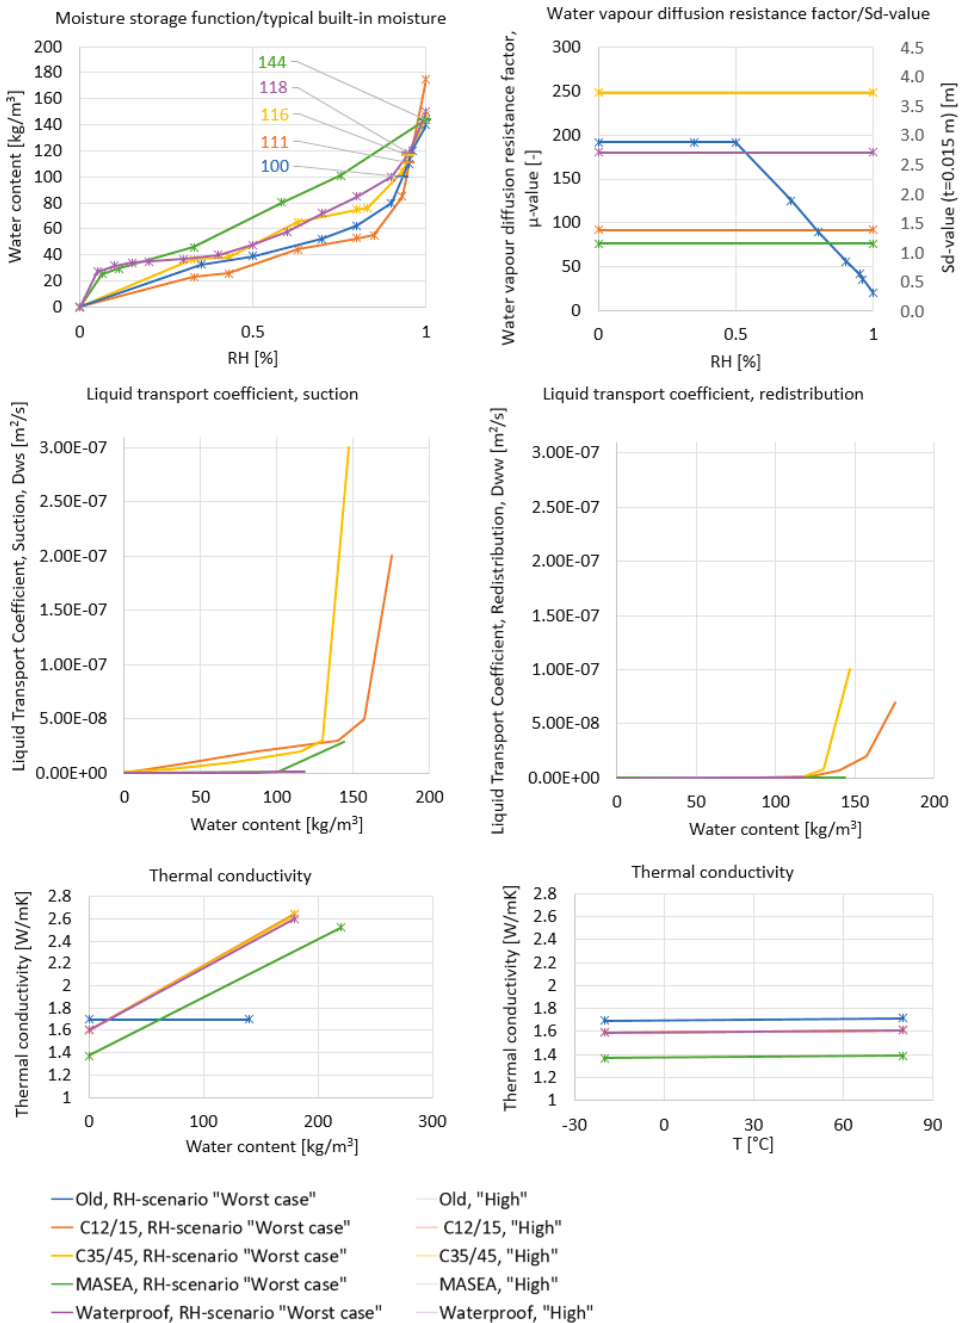 Moisture storage function/typical built-in moisture
Water content [kg/m³]
200
180
160
140
120
100
80
60
40
20
0
144
118
116
111
100
0
0.5
1
RH [%]
Water vapour diffusion resistance factor/Sd-value
Water vapour diffusion resistance factor,
µ-value [-]
300
250
200
150
100
50
0
4.5
4.0
3.5
3.0
2.5
2.0
1.5
1.0
0.5
0.0
Sd-value (t=0.015 m) [m]
0
0.5
1
RH [%]
Liquid transport coefficient, suction
Liquid Transport Coefficient, Suction, Dws [m²/s]
3.00E-07
2.50E-07
2.00E-07
1.50E-07
1.00E-07
5.00E-08
0.00E+00
0
50
100
150
200
Water content [kg/m³]
Liquid transport coefficient, redistribution
Liquid Transport Coefficient, Redistribution, Dww [m²/s]
3.00E-07
2.50E-07
2.00E-07
1.50E-07
1.00E-07
5.00E-08
0.00E+00
0
50
100
150
200
Water content [kg/m³]
Thermal conductivity
Thermal conductivity [W/mK]
2.8
2.6
2.4
2.2
2
1.8
1.6
1.4
1.2
1
0
100
200
300
Water content [kg/m³]
Thermal conductivity
Thermal conductivity [W/mK]
2.8
2.6
2.4
2.2
2
1.8
1.6
1.4
1.2
1
-30
0
30
60
90
T [°C]
Old, RH-scenario "Worst case"
Old, "High"
C12/15, RH-scenario "Worst case"
C12/15, "High"
C35/45, RH-scenario "Worst case"
C35/45, "High"
MASEA, RH-scenario "Worst case"
MASEA, "High"
Waterproof, RH-scenario "Worst case"
Waterproof, "High"